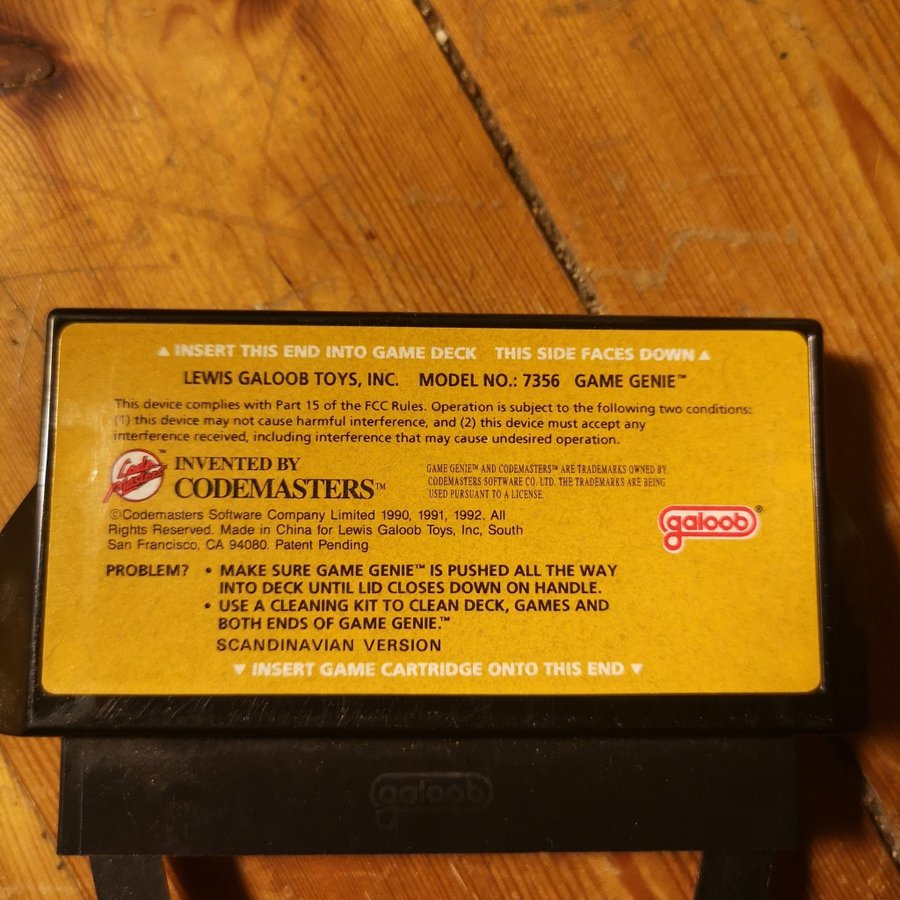 ▲ INSERT THIS END INTO GAME DECK THIS SIDE FACES DOWN ▲
LEWIS GALOOB TOYS, INC. MODEL NO.: 7356 GAME GENIE™
This device complies with Part 15 of the FCC Rules. Operation is subject to the following two conditions:
(1) this device may not cause harmful interference, and (2) this device must accept any
interference received, including interference that may cause undesired operation.
Code Masters™
INVENTED BY
CODEMASTERS™
GAME GENIE™ AND CODEMASTERS™ ARE TRADEMARKS OWNED BY
CODEMASTERS SOFTWARE CO. LTD. THE TRADEMARKS ARE BEING
USED PURSUANT TO A LICENSE.
©Codemasters Software Company Limited 1990, 1991, 1992. All
Rights Reserved. Made in China for Lewis Galoob Toys, Inc, South
San Francisco, CA 94080. Patent Pending
galoob®
PROBLEM? • MAKE SURE GAME GENIE™ IS PUSHED ALL THE WAY
INTO DECK UNTIL LID CLOSES DOWN ON HANDLE.
• USE A CLEANING KIT TO CLEAN DECK, GAMES AND
BOTH ENDS OF GAME GENIE.™
SCANDINAVIAN VERSION
▼ INSERT GAME CARTRIDGE ONTO THIS END ▼
galoob